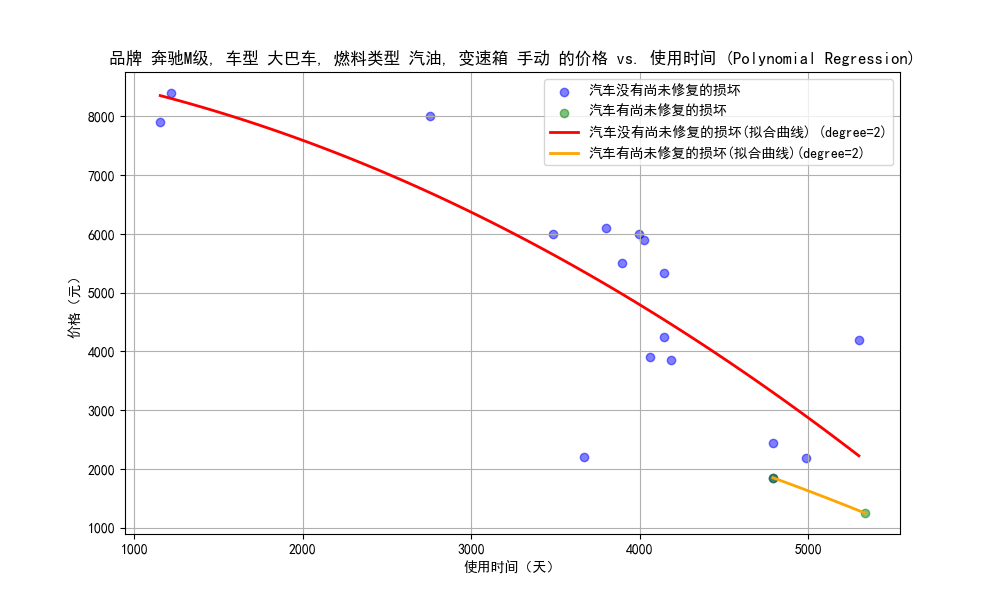 品牌 奔驰M级, 车型 大巴车, 燃料类型 汽油, 变速箱 手动 的价格 vs. 使用时间 (Polynomial Regression)
汽车没有尚未修复的损坏
汽车有尚未修复的损坏
汽车没有尚未修复的损坏(拟合曲线) (degree=2)
汽车有尚未修复的损坏(拟合曲线)(degree=2)
价格（元）
8000
7000
6000
5000
4000
3000
2000
1000
1000 2000 3000 4000 5000
使用时间（天）